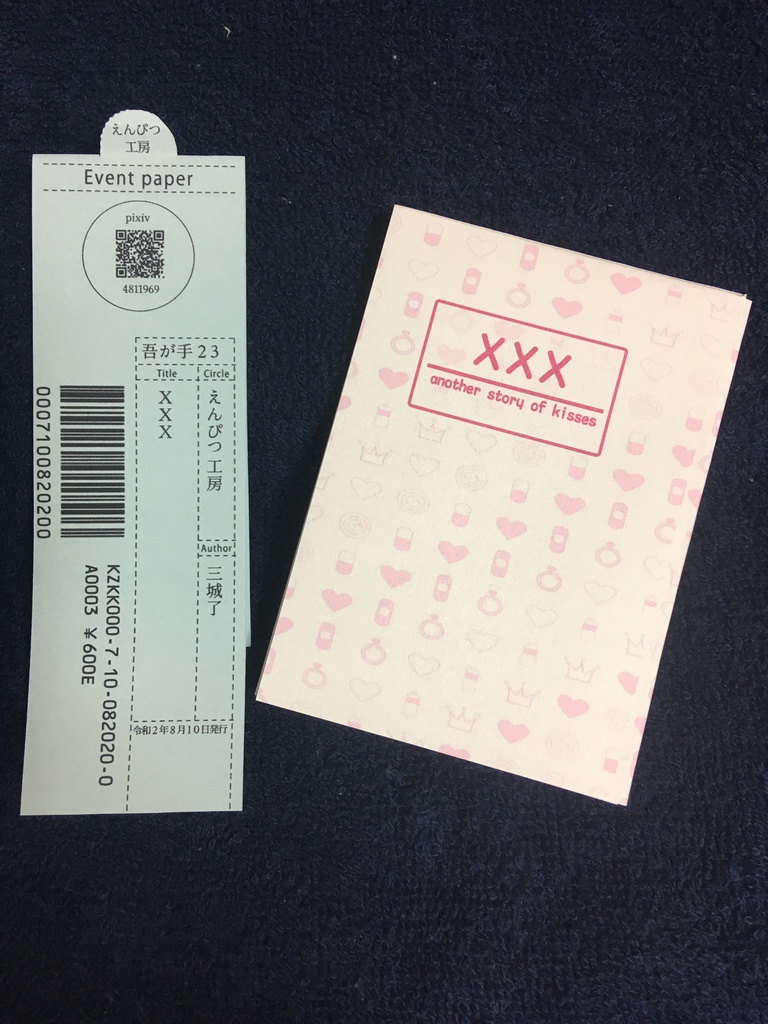 えんぴつ
工房
Event paper
pixiv
4811969
吾が手23
Title
Circle
XXX
えんぴつ工房
Author
三城了
令和2年8月10日発行
0007100820200
KZKK000-7-10-082020-0
A0003 ¥600E
XXX
another story of kisses